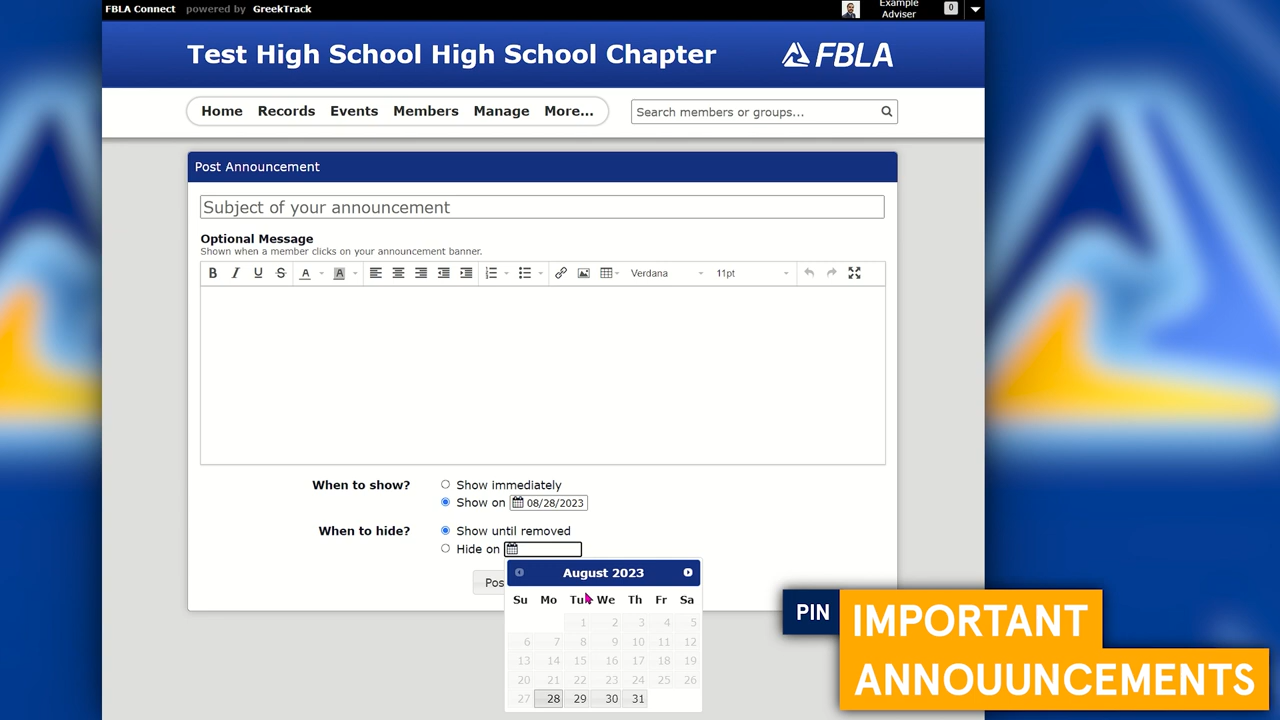 FBLA Connect powered by GreekTrack
Example Adviser
0
Test High School High School Chapter
FBLA
Home Records Events Members Manage More...
Search members or groups...
Post Announcement
Subject of your announcement
Optional Message
Shown when a member clicks on your announcement banner.
B I U S A A Verdana 11pt
When to show?
Show immediately
Show on 08/28/2023
When to hide?
Show until removed
Hide on
Pos
August 2023
Su Mo Tu We Th Fr Sa
1 2 3 4 5
6 7 8 9 10 11 12
13 14 15 16 17 18 19
20 21 22 23 24 25 26
27 28 29 30 31
PIN
IMPORTANT
ANNOUUNCEMENTS